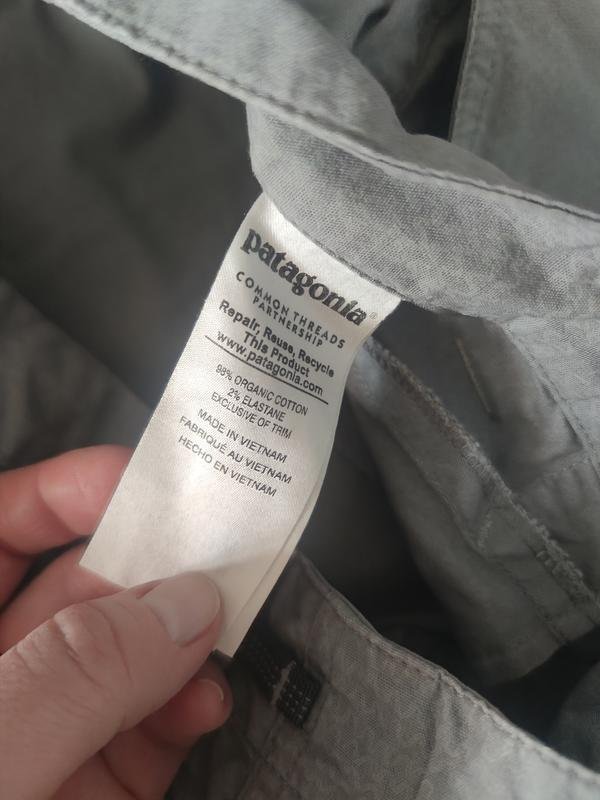 patagonia®
COMMON THREADS
PARTNERSHIP
Repair, Reuse, Recycle
This Product
www.patagonia.com
98% ORGANIC COTTON
2% ELASTANE
EXCLUSIVE OF TRIM
MADE IN VIETNAM
FABRIQUÉ AU VIETNAM
HECHO EN VIETNAM